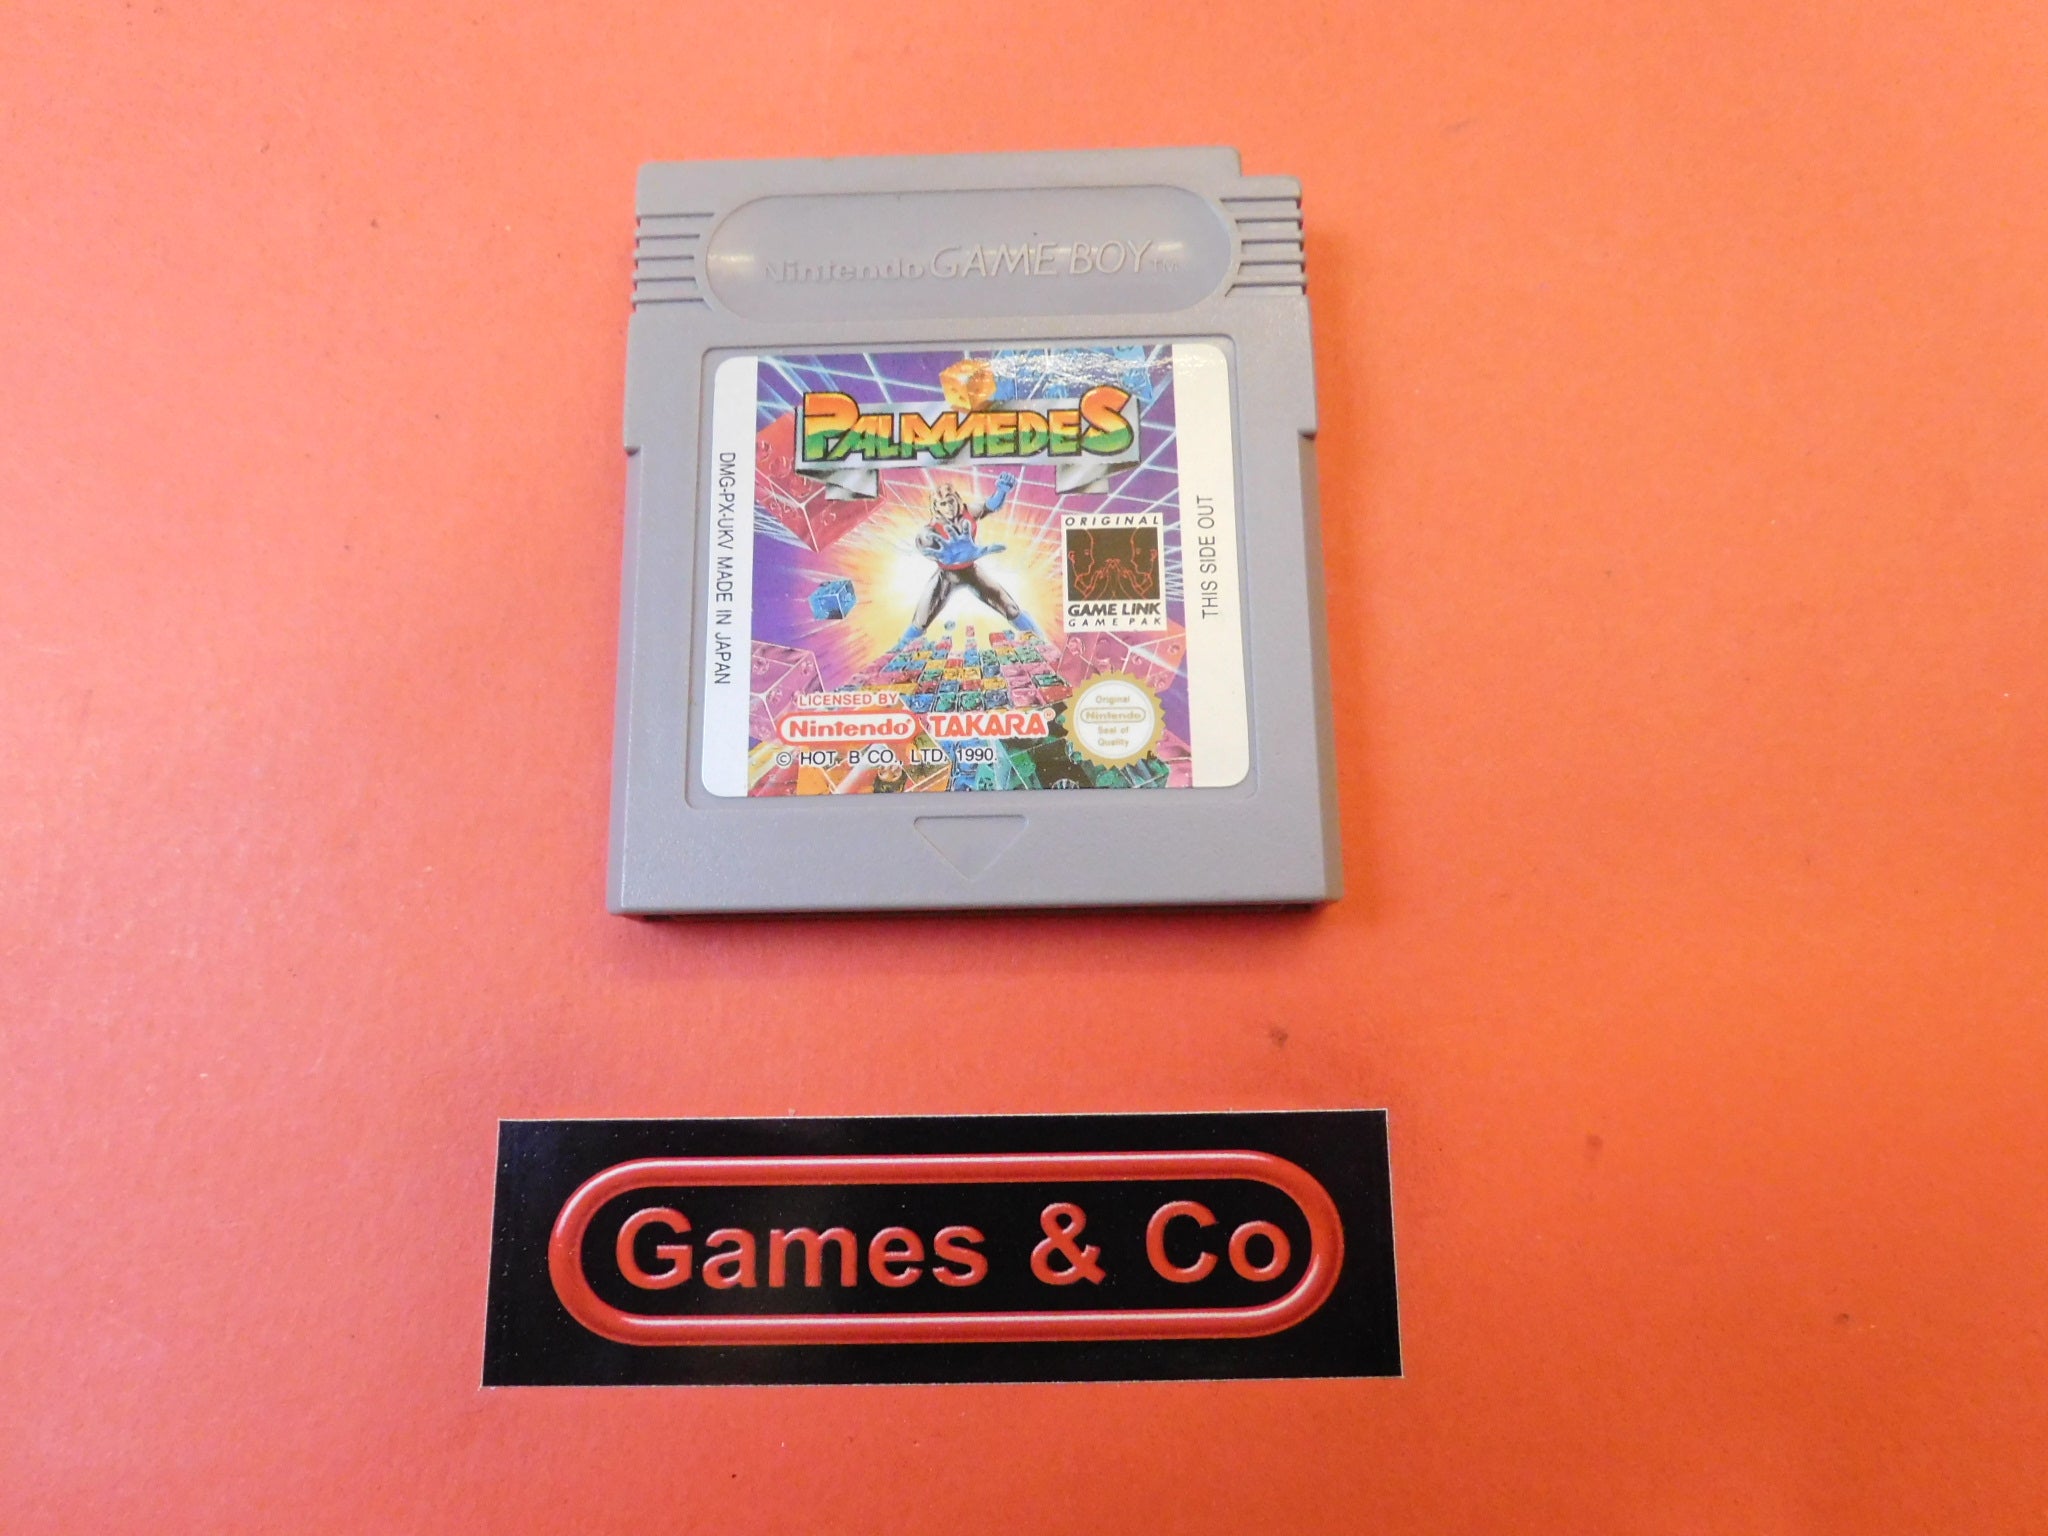 Nintendo GAME BOY™
PALAMEDES
DMG-PX-UKV MADE IN JAPAN
ORIGINAL
GAME LINK
GAME PAK
THIS SIDE OUT
LICENSED BY
Nintendo® TAKARA®
© HOT. B CO., LTD. 1990.
Original
Nintendo
Seal of
Quality
Games & Co